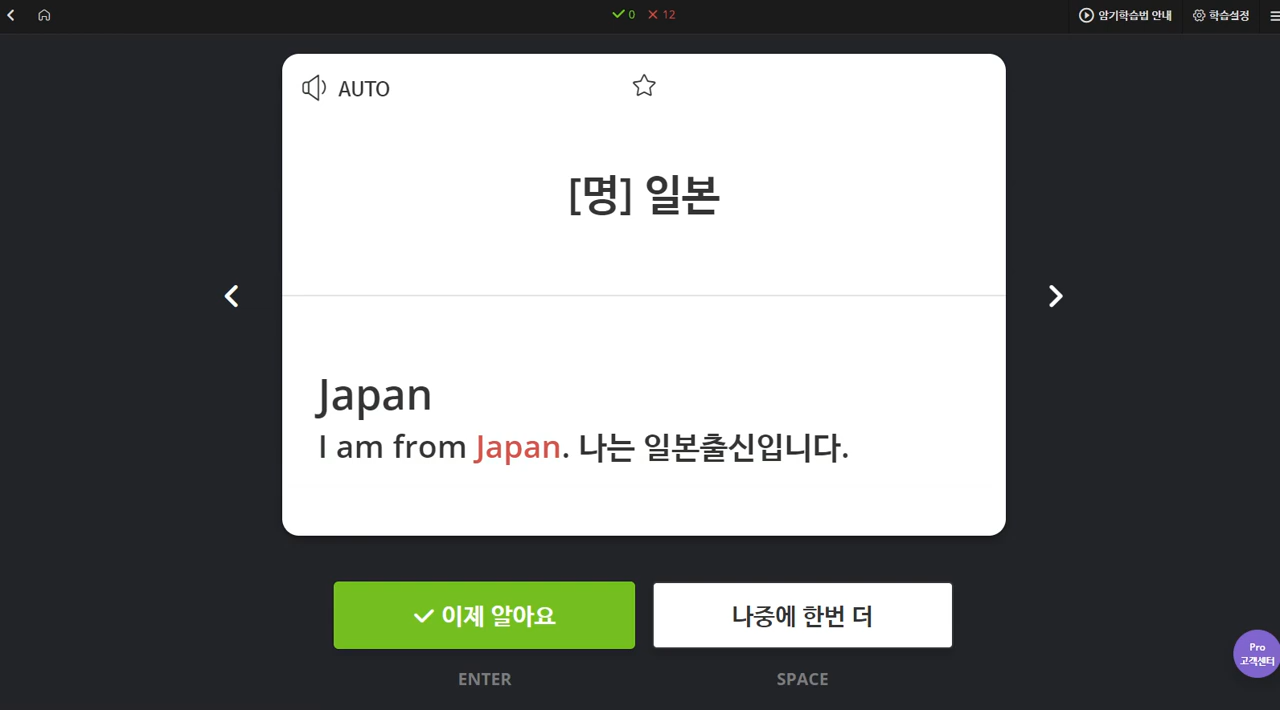 0 12 암기학습법 안내 학습설정
AUTO
[명] 일본
Japan
I am from Japan. 나는 일본출신입니다.
이제 알아요 나중에 한번 더
ENTER SPACE
Pro
고객센터